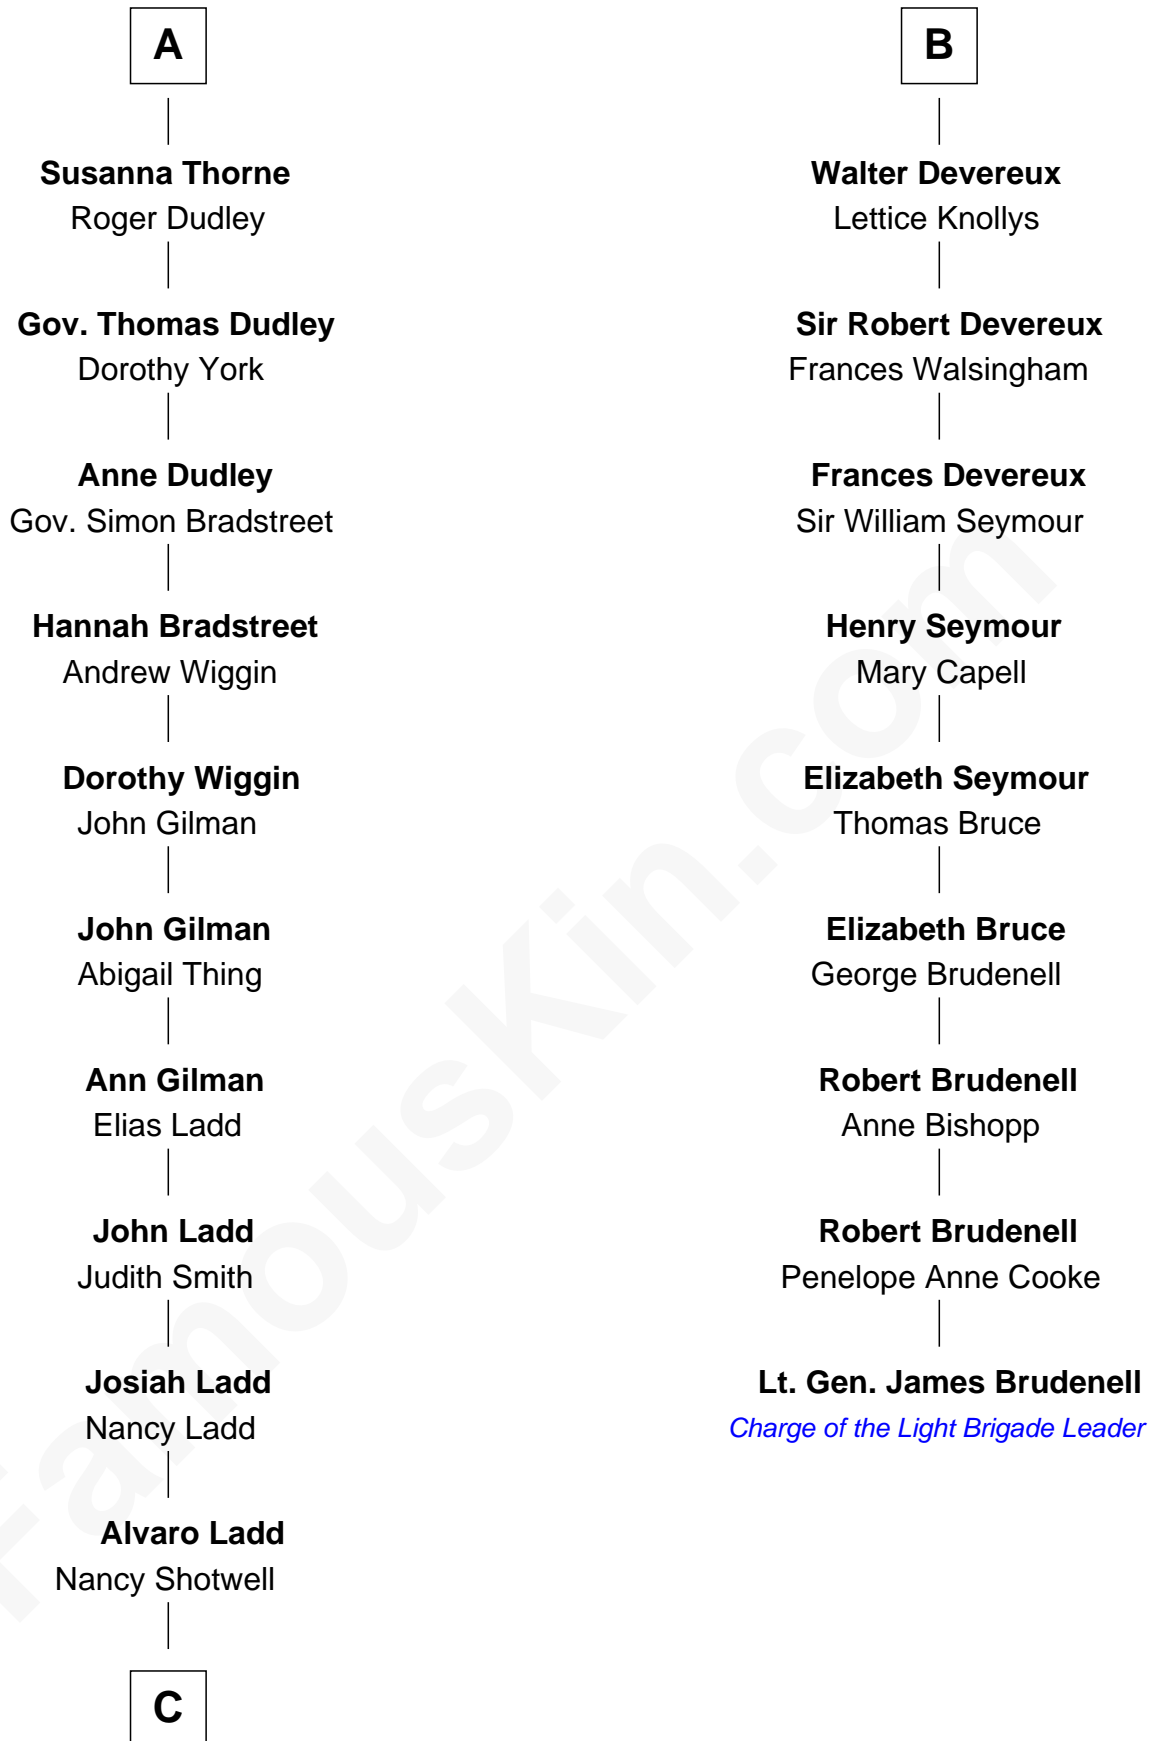 A
Susanna Thorne
Roger Dudley
Gov. Thomas Dudley
Dorothy York
Anne Dudley
Gov. Simon Bradstreet
Hannah Bradstreet
Andrew Wiggin
Dorothy Wiggin
John Gilman
John Gilman
Abigail Thing
Ann Gilman
Elias Ladd
John Ladd
Judith Smith
Josiah Ladd
Nancy Ladd
Alvaro Ladd
Nancy Shotwell
C
B
Walter Devereux
Lettice Knollys
Sir Robert Devereux
Frances Walsingham
Frances Devereux
Sir William Seymour
Henry Seymour
Mary Capell
Elizabeth Seymour
Thomas Bruce
Elizabeth Bruce
George Brudenell
Robert Brudenell
Anne Bishopp
Robert Brudenell
Penelope Anne Cooke
Lt. Gen. James Brudenell
Charge of the Light Brigade Leader
FamousKin.com